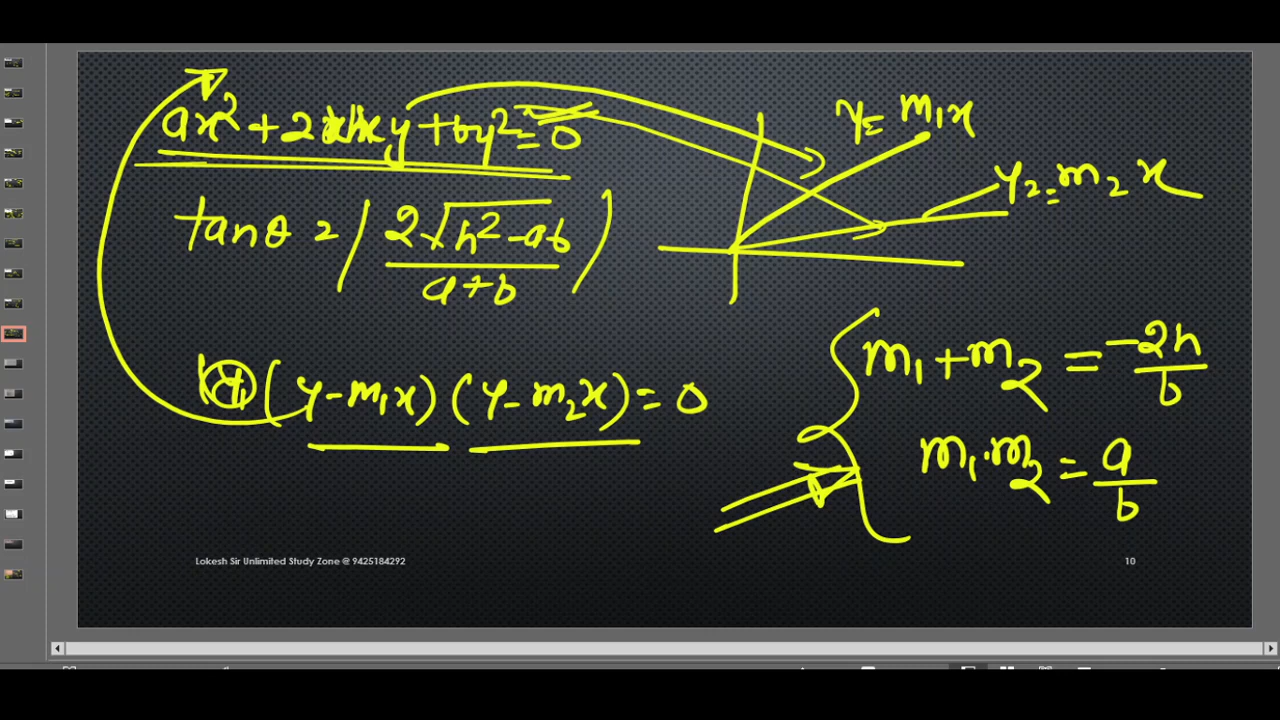 ax² + 2hxy + by² = 0
y = m₁x
y₂ = m₂x
tanθ = | 2√h² - ab / a + b |
(y - m₁x) (y - m₂x) = 0
m₁ + m₂ = -2h / b
m₁ · m₂ = a / b
Lokesh Sir Unlimited Study Zone @ 9425184292
10